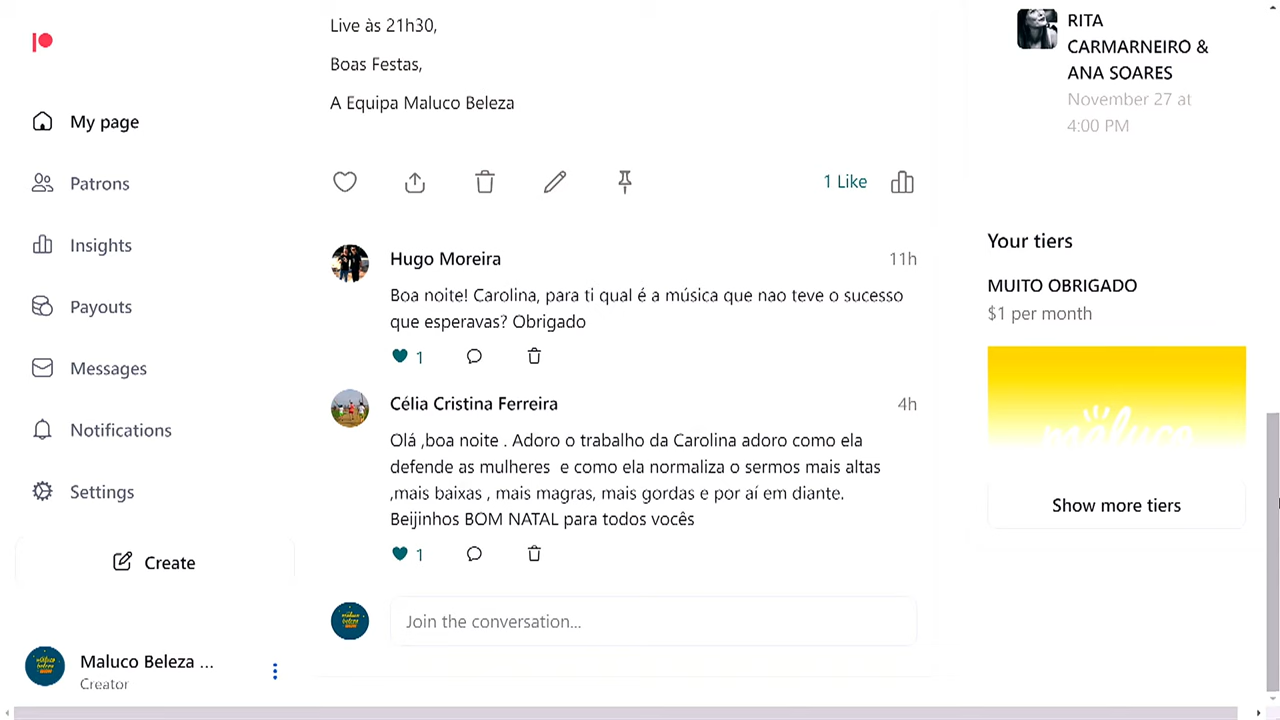 My page
Patrons
Insights
Payouts
Messages
Notifications
Settings
Create
Maluco Beleza ...
Creator
Live às 21h30,
Boas Festas,
A Equipa Maluco Beleza
1 Like
Hugo Moreira
11h
Boa noite! Carolina, para ti qual é a música que nao teve o sucesso
que esperavas? Obrigado
1
Célia Cristina Ferreira
4h
Olá ,boa noite . Adoro o trabalho da Carolina adoro como ela
defende as mulheres  e como ela normaliza o sermos mais altas
,mais baixas , mais magras, mais gordas e por aí em diante.
Beijinhos BOM NATAL para todos vocês
1
Join the conversation...
RITA
CARMARNEIRO &
ANA SOARES
November 27 at
4:00 PM
Your tiers
MUITO OBRIGADO
$1 per month
maluco
Show more tiers